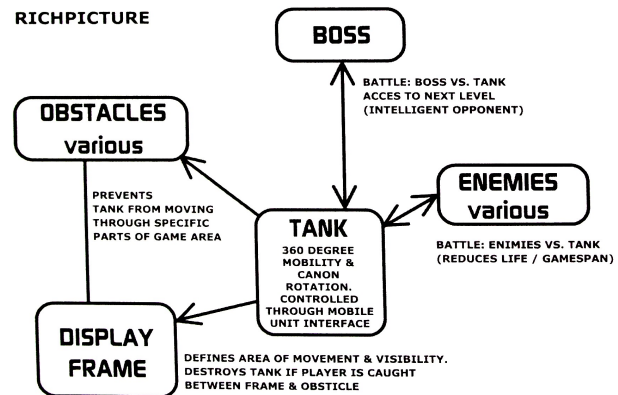 RICHPICTURE
BOSS
BATTLE: BOSS VS. TANK
ACCES TO NEXT LEVEL
(INTELLIGENT OPPONENT)
OBSTACLES
various
ENEMIES
various
PREVENTS
TANK FROM MOVING
THROUGH SPECIFIC
PARTS OF GAME AREA
TANK
360 DEGREE
MOBILITY &
CANON
ROTATION.
CONTROLLED
THROUGH MOBILE
UNIT INTERFACE
BATTLE: ENIMIES VS. TANK
(REDUCES LIFE / GAMESPAN)
DISPLAY
FRAME
DEFINES AREA OF MOVEMENT & VISIBILITY.
DESTROYS TANK IF PLAYER IS CAUGHT
BETWEEN FRAME & OBSTICLE